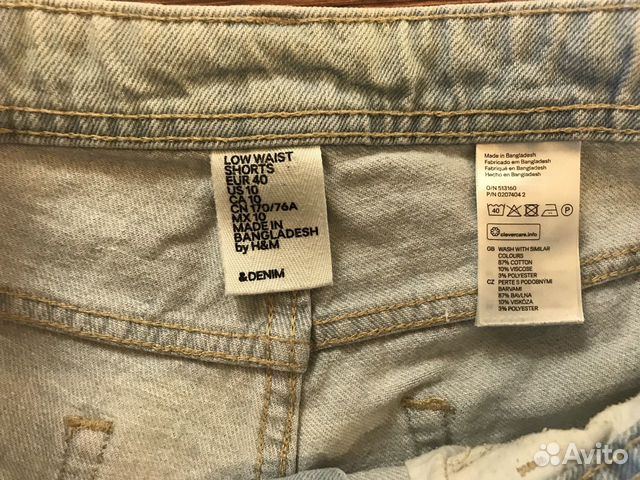 LOW WAIST
SHORTS
EUR 40
US 10
CA 10
CN 170/76A
MX 10
MADE IN
BANGLADESH
by H&M
&DENIM
Made in Bangladesh
Fabricado em Bangladesh
Fabriqué en Bangladesh
Hecho en Bangladesh
O/N 513160
P/N 0207404 2
40 P
clevercare.info
GB WASH WITH SIMILAR
COLOURS
87% COTTON
10% VISCOSE
3% POLYESTER
CZ PERTE S PODOBNÝMI
BARVAMI
87% BAVLNA
10% VISKÓZA
3% POLYESTER
Avito